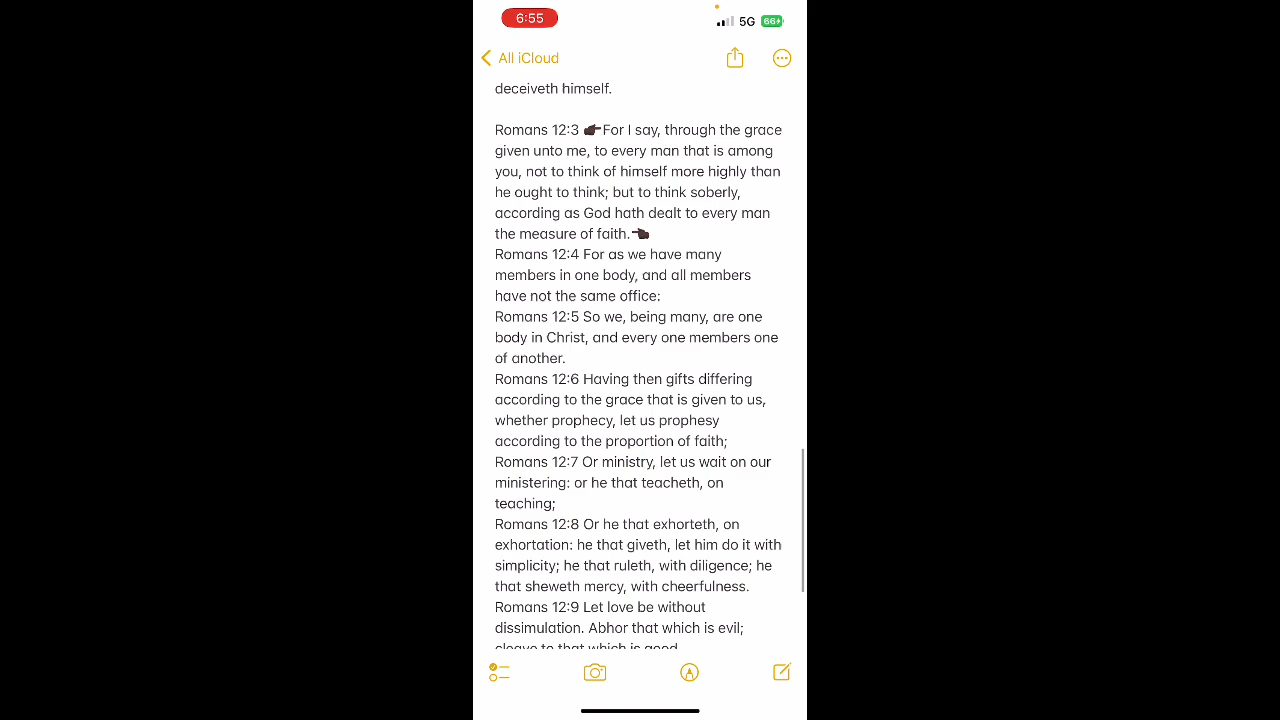 6:55
5G
66
All iCloud
deceiveth himself.
Romans 12:3 👉🏿For I say, through the grace
given unto me, to every man that is among
you, not to think of himself more highly than
he ought to think; but to think soberly,
according as God hath dealt to every man
the measure of faith.👈🏿
Romans 12:4 For as we have many
members in one body, and all members
have not the same office:
Romans 12:5 So we, being many, are one
body in Christ, and every one members one
of another.
Romans 12:6 Having then gifts differing
according to the grace that is given to us,
whether prophecy, let us prophesy
according to the proportion of faith;
Romans 12:7 Or ministry, let us wait on our
ministering: or he that teacheth, on
teaching;
Romans 12:8 Or he that exhorteth, on
exhortation: he that giveth, let him do it with
simplicity; he that ruleth, with diligence; he
that sheweth mercy, with cheerfulness.
Romans 12:9 Let love be without
dissimulation. Abhor that which is evil;
cleave to that which is good.